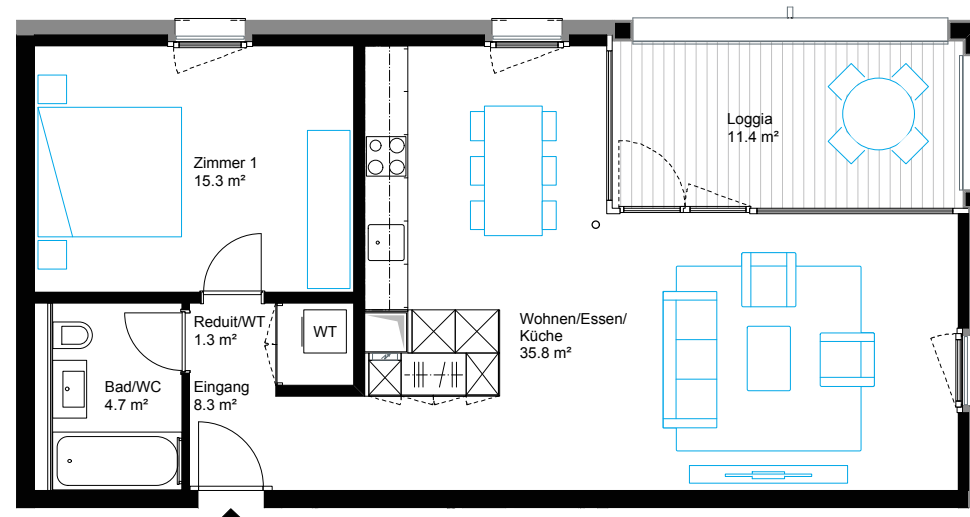 Zimmer 1
15.3 m²
Loggia
11.4 m²
Reduit/WT
1.3 m²
WT
Wohnen/Essen/
Küche
35.8 m²
Bad/WC
4.7 m²
Eingang
8.3 m²